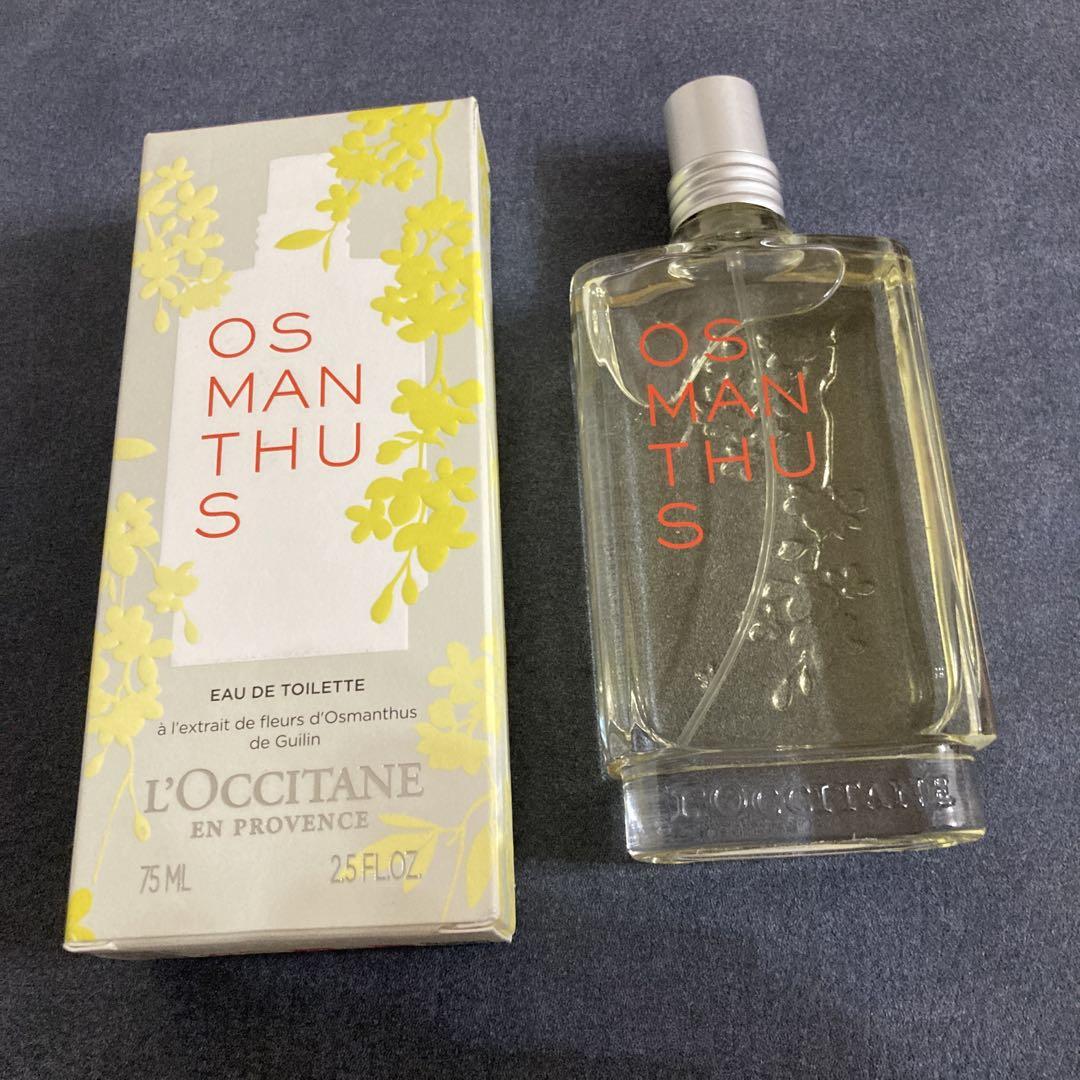 OS
MAN
THU
S
EAU DE TOILETTE
à l'extrait de fleurs d'Osmanthus
de Guilin
L'OCCITANE
EN PROVENCE
75 ML 2.5 FL.OZ.
OS
MAN
THU
S
L'OCCITANE